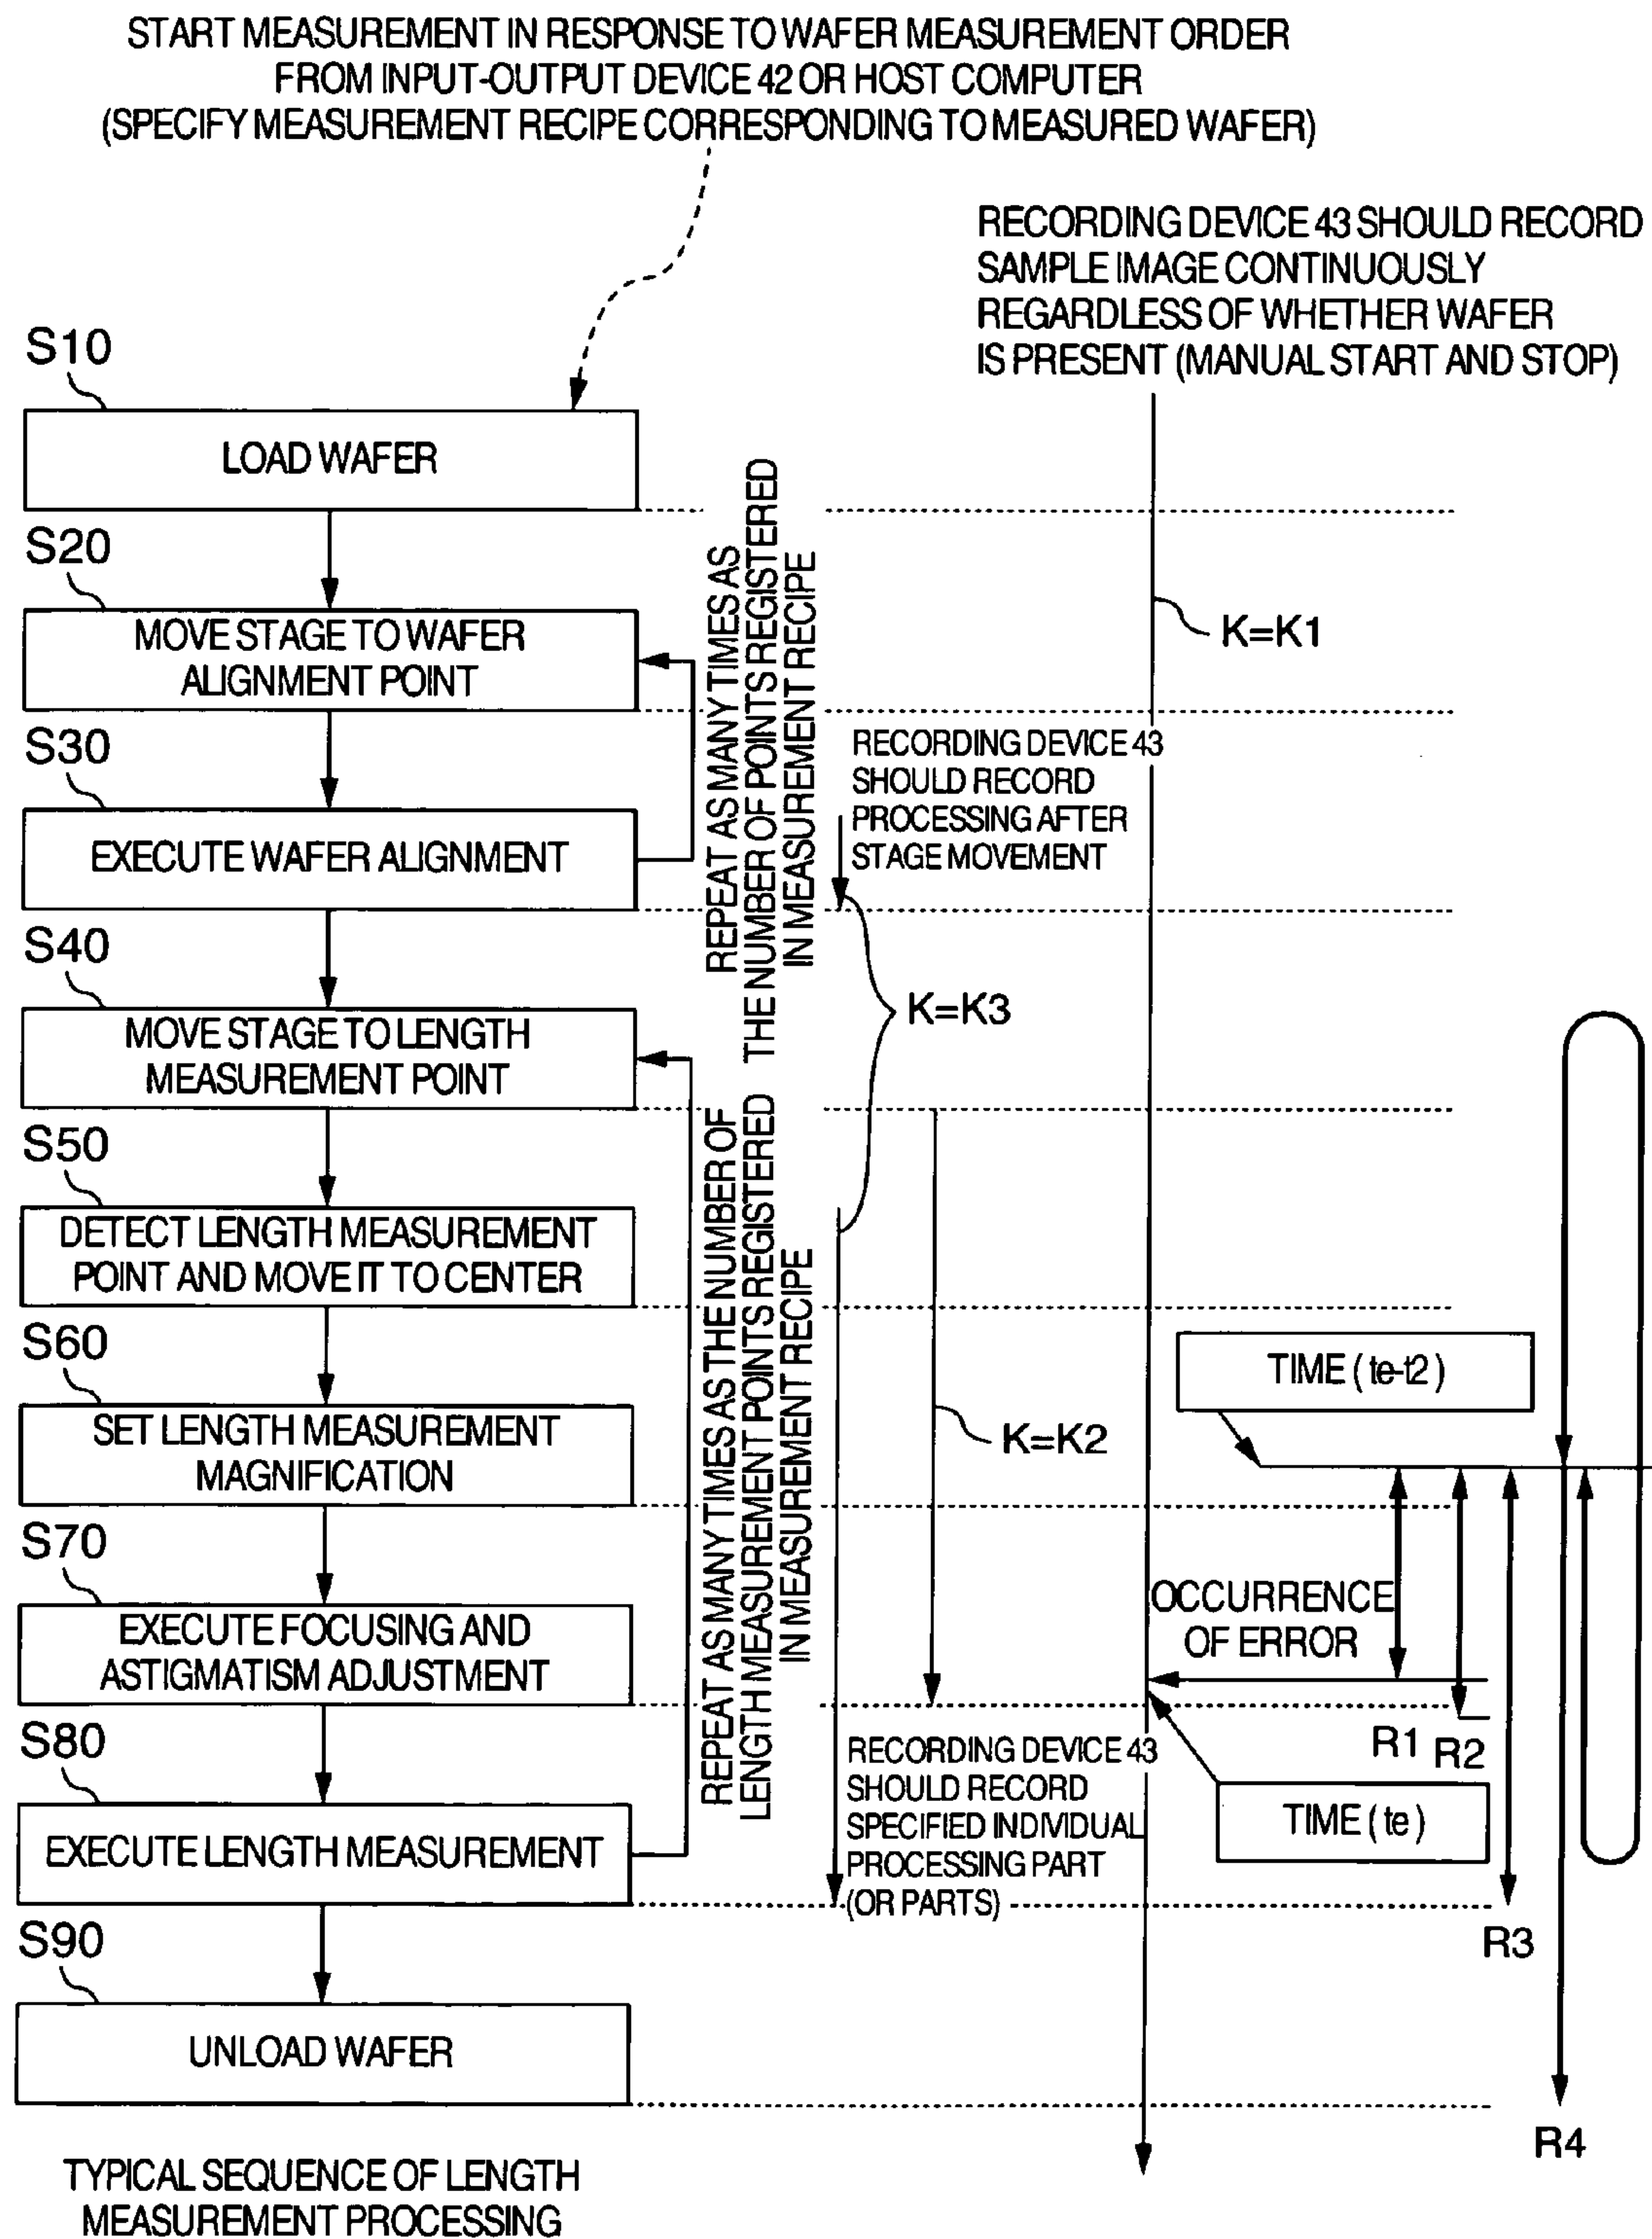 START MEASUREMENT IN RESPONSE TO WAFER MEASUREMENT ORDER
FROM INPUT-OUTPUT DEVICE 42 OR HOST COMPUTER
(SPECIFY MEASUREMENT RECIPE CORRESPONDING TO MEASURED WAFER)
RECORDING DEVICE 43 SHOULD RECORD
SAMPLE IMAGE CONTINUOUSLY
REGARDLESS OF WHETHER WAFER
IS PRESENT (MANUAL START AND STOP)
S10
LOAD WAFER
S20
MOVE STAGE TO WAFER
ALIGNMENT POINT
S30
EXECUTE WAFER ALIGNMENT
REPEAT AS MANY TIMES AS
THE NUMBER OF POINTS REGISTERED
IN MEASUREMENT RECIPE
K=K1
RECORDING DEVICE 43
SHOULD RECORD
PROCESSING AFTER
STAGE MOVEMENT
S40
MOVE STAGE TO LENGTH
MEASUREMENT POINT
K=K3
S50
DETECT LENGTH MEASUREMENT
POINT AND MOVE IT TO CENTER
S60
SET LENGTH MEASUREMENT
MAGNIFICATION
REPEAT AS MANY TIMES AS THE NUMBER OF
LENGTH MEASUREMENT POINTS REGISTERED
IN MEASUREMENT RECIPE
K=K2
TIME (te-t2)
S70
EXECUTE FOCUSING AND
ASTIGMATISM ADJUSTMENT
OCCURRENCE
OF ERROR
R1
R2
S80
EXECUTE LENGTH MEASUREMENT
RECORDING DEVICE 43
SHOULD RECORD
SPECIFIED INDIVIDUAL
PROCESSING PART
(OR PARTS)
TIME (te)
R3
S90
UNLOAD WAFER
R4
TYPICAL SEQUENCE OF LENGTH
MEASUREMENT PROCESSING